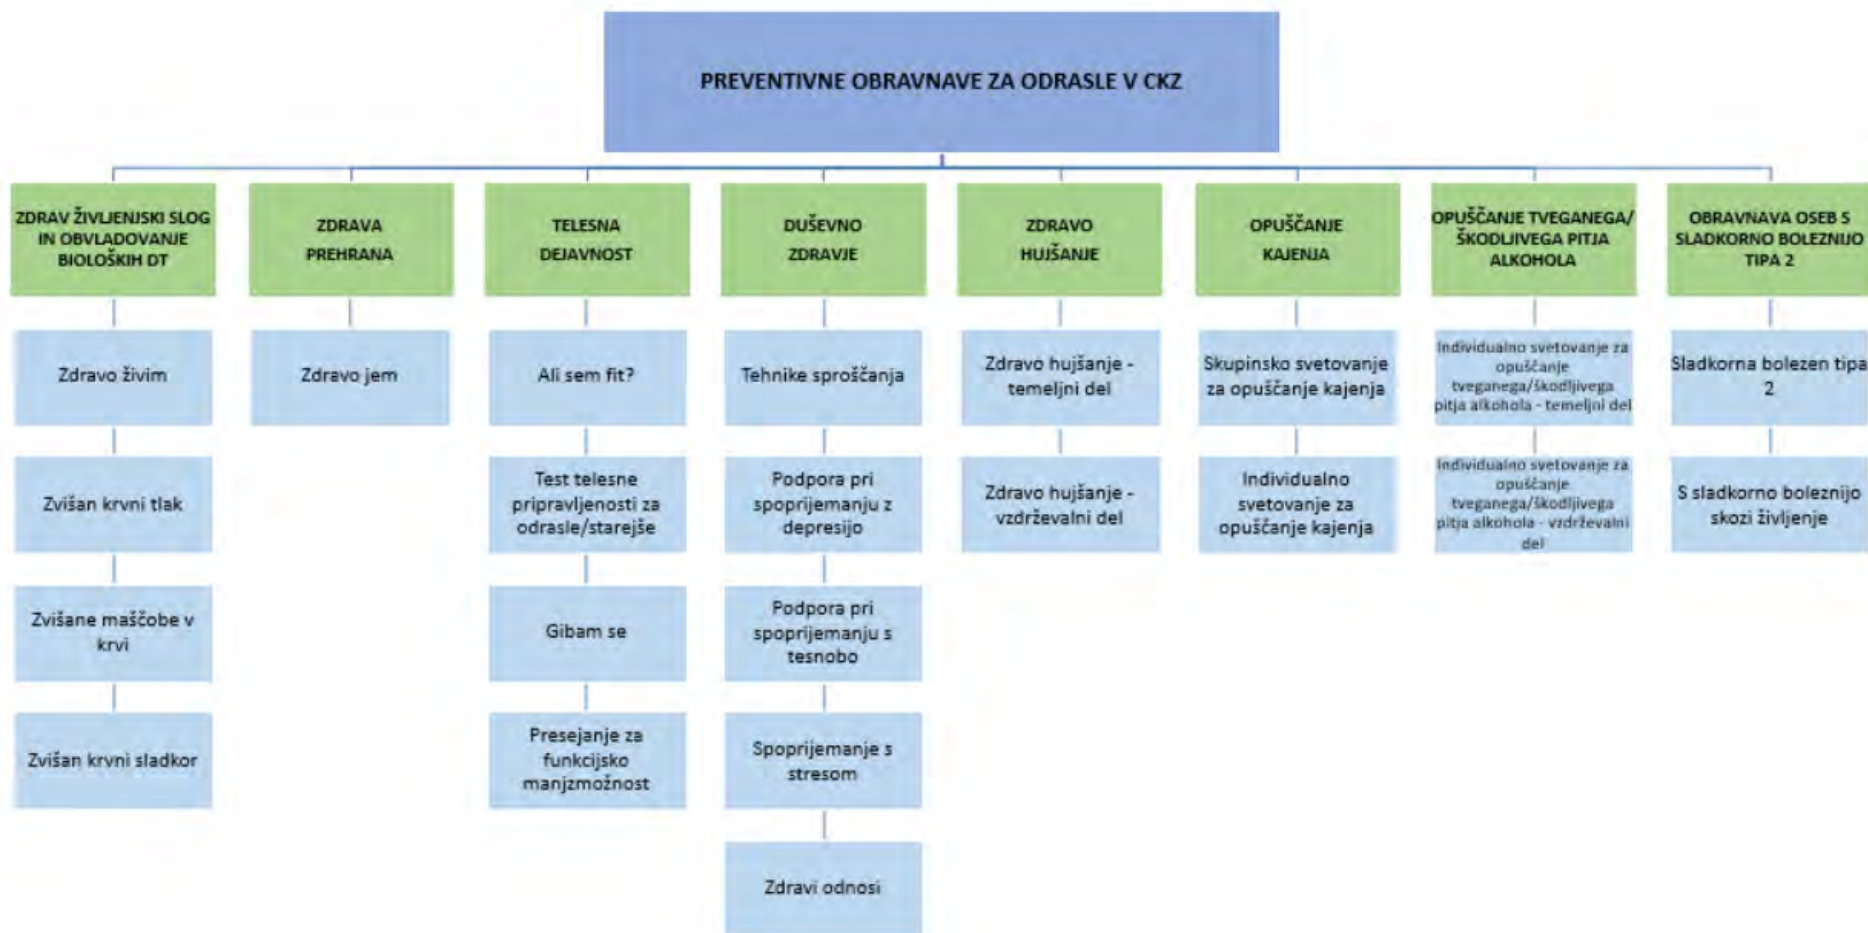 PREVENTIVNE OBRAVNAVE ZA ODRASLE V CKZ
ZDRAV ŽIVLJENJSKI SLOG
IN OBVLADOVANJE
BIOLOŠKIH DT
Zdravo živim
Zvišan krvni tlak
Zvišane maščobe v
krvi
Zvišan krvni sladkor
ZDRAVA
PREHRANA
Zdravo jem
TELESNA
DEJAVNOST
Ali sem fit?
Test telesne
pripravljenosti za
odrasle/starejše
Gibam se
Presejanje za
funkcijsko
manjzmožnost
DUŠEVNO
ZDRAVJE
Tehnike sproščanja
Podpora pri
spoprijemanju z
depresijo
Podpora pri
spoprijemanju s
tesnobo
Spoprijemanje s
stresom
Zdravi odnosi
ZDRAVO
HUJŠANJE
Zdravo hujšanje -
temeljni del
Zdravo hujšanje -
vzdrževalni del
OPUŠČANJE
KAJENJA
Skupinsko svetovanje
za opuščanje kajenja
Individualno
svetovanje za
opuščanje kajenja
OPUŠČANJE TVEGANEGA/
ŠKODLJIVEGA PITJA
ALKOHOLA
Individualno svetovanje za
opuščanje
tveganega/škodljivega
pitja alkohola - temeljni del
Individualno svetovanje za
opuščanje
tveganega/škodljivega
pitja alkohola - vzdrževalni
del
OBRAVNAVA OSEB S
SLADKORNO BOLEZNIJO
TIPA 2
Sladkorna bolezen tipa
2
S sladkorno boleznijo
skozi življenje